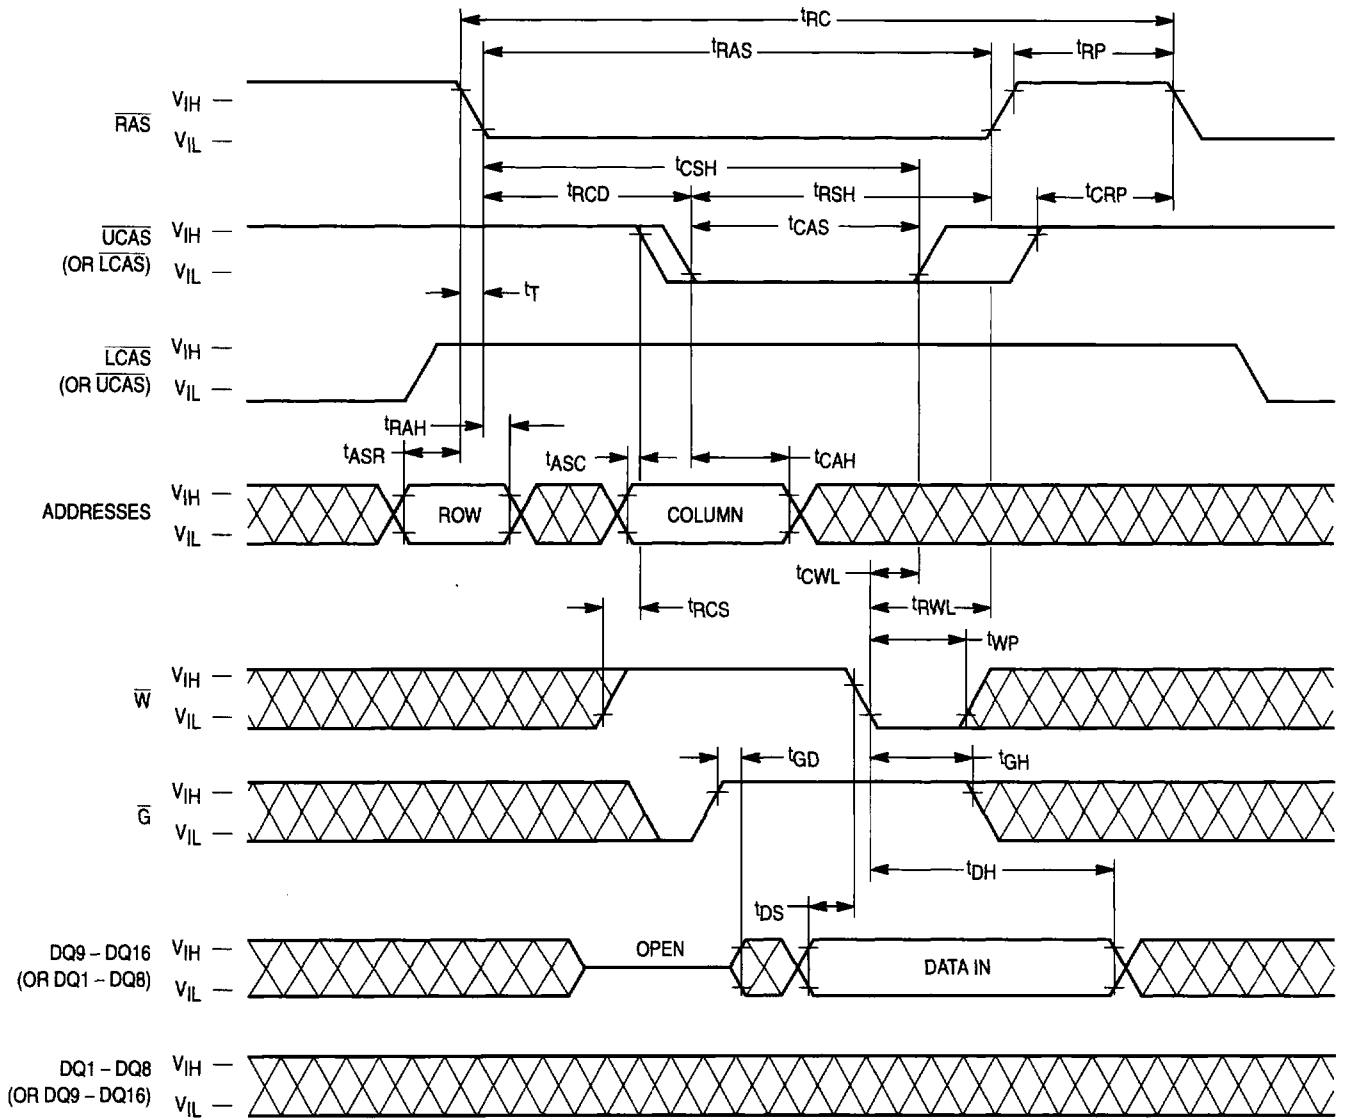 tRC
tRAS
tRP
RAS
VIH
VIL
tCSH
tRCD
tRSH
tCRP
UCAS
(OR LCAS)
VIH
VIL
tCAS
tT
LCAS
(OR UCAS)
VIH
VIL
tRAH
tASR
tASC
tCAH
ADDRESSES
VIH
VIL
ROW
COLUMN
tCWL
tRCS
tRWL
tWP
W
VIH
VIL
tGD
tGH
G
VIH
VIL
tDH
tDS
DQ9 – DQ16
(OR DQ1 – DQ8)
VIH
VIL
OPEN
DATA IN
DQ1 – DQ8
(OR DQ9 – DQ16)
VIH
VIL